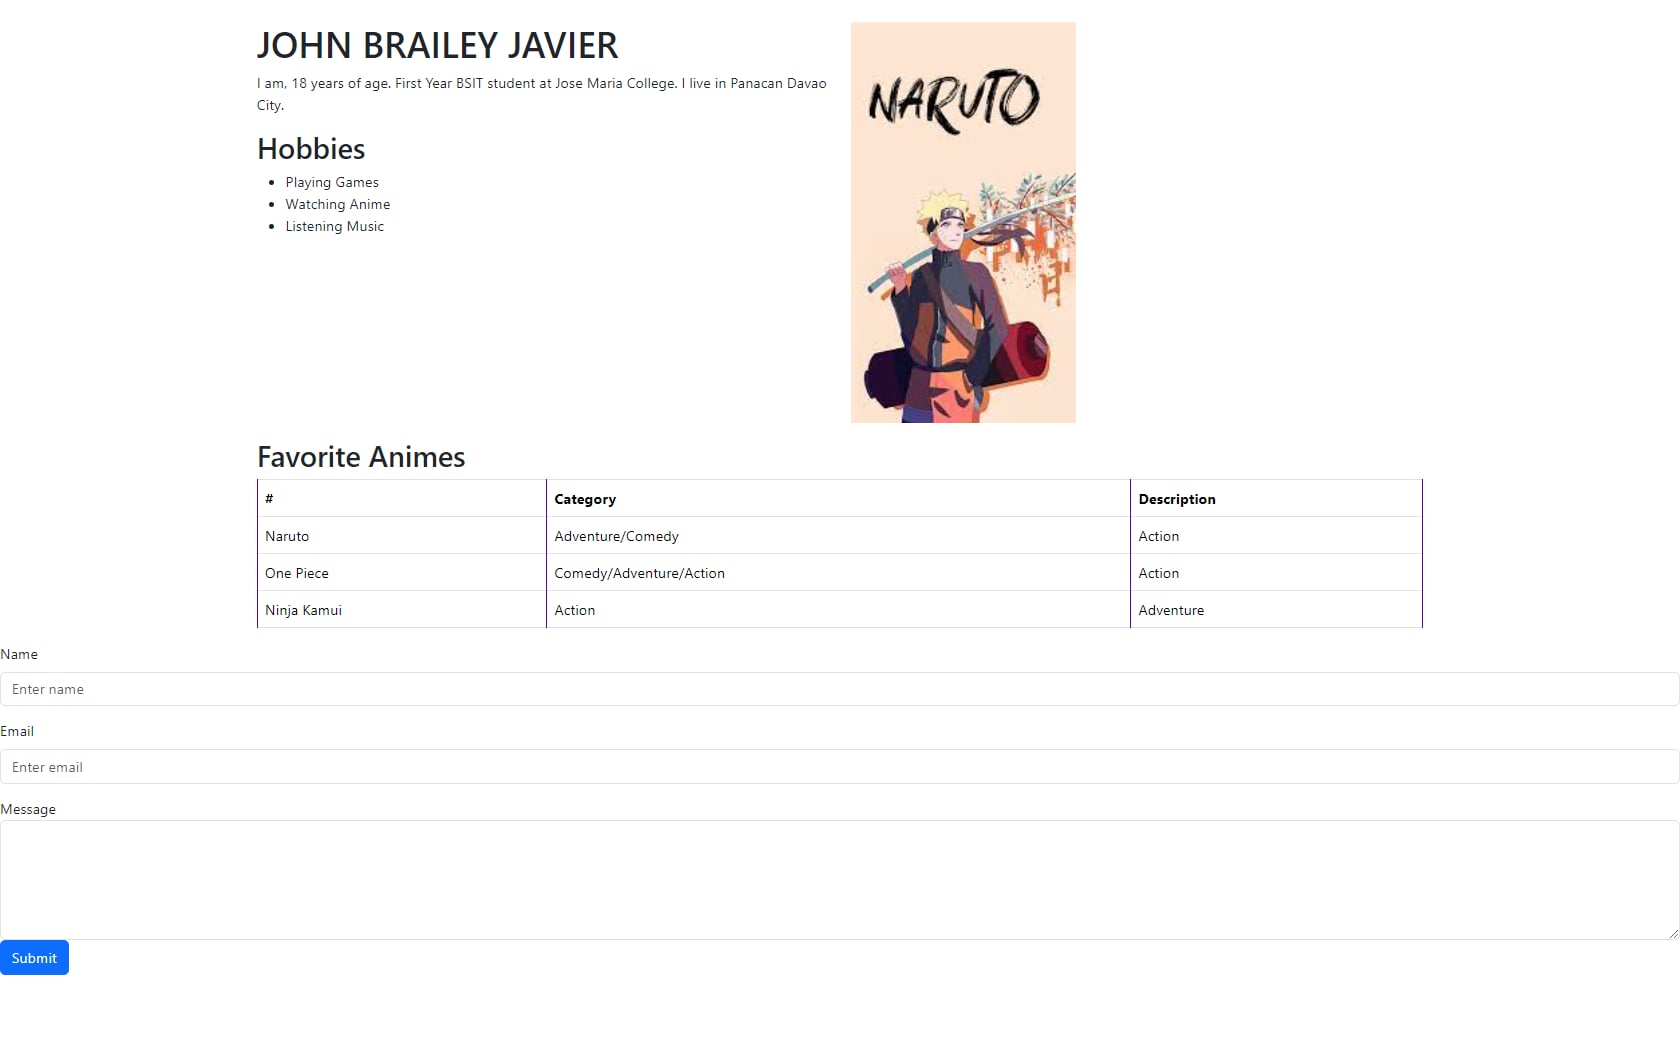 JOHN BRAILEY JAVIER
I am, 18 years of age. First Year BSIT student at Jose Maria College. I live in Panacan Davao
City.
NARUTO
Hobbies
Playing Games
Watching Anime
Listening Music
Favorite Animes
# Category Description
Naruto Adventure/Comedy Action
One Piece Comedy/Adventure/Action Action
Ninja Kamui Action Adventure
Name
Enter name
Email
Enter email
Message
Submit